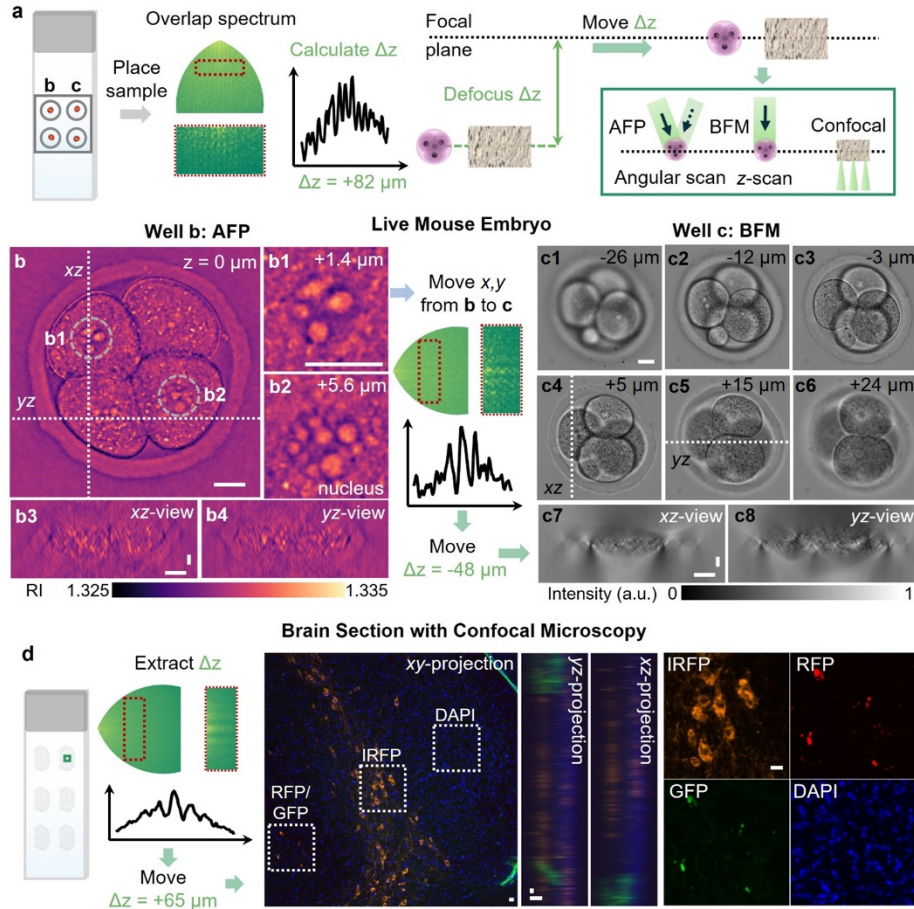 a
Overlap spectrum
Place
sample
b c
Calculate Δz
Δz = +82 μm
Focal
plane
Move Δz
Defocus Δz
AFP
BFM
Confocal
Angular scan
z-scan
Live Mouse Embryo
Well b: AFP
Well c: BFM
b
xz
z = 0 μm
b1
b2
yz
b1
+1.4 μm
b2
+5.6 μm
nucleus
b3
xz-view
b4
yz-view
RI
1.325
1.335
Move x,y
from b to c
Move
Δz = -48 μm
c1
-26 μm
c2
-12 μm
c3
-3 μm
c4
+5 μm
xz
c5
+15 μm
yz
c6
+24 μm
c7
xz-view
c8
yz-view
Intensity (a.u.)
0
1
Brain Section with Confocal Microscopy
d
Extract Δz
Move
Δz = +65 μm
xy-projection
DAPI
IRFP
RFP/
GFP
yz-projection
xz-projection
IRFP
RFP
GFP
DAPI